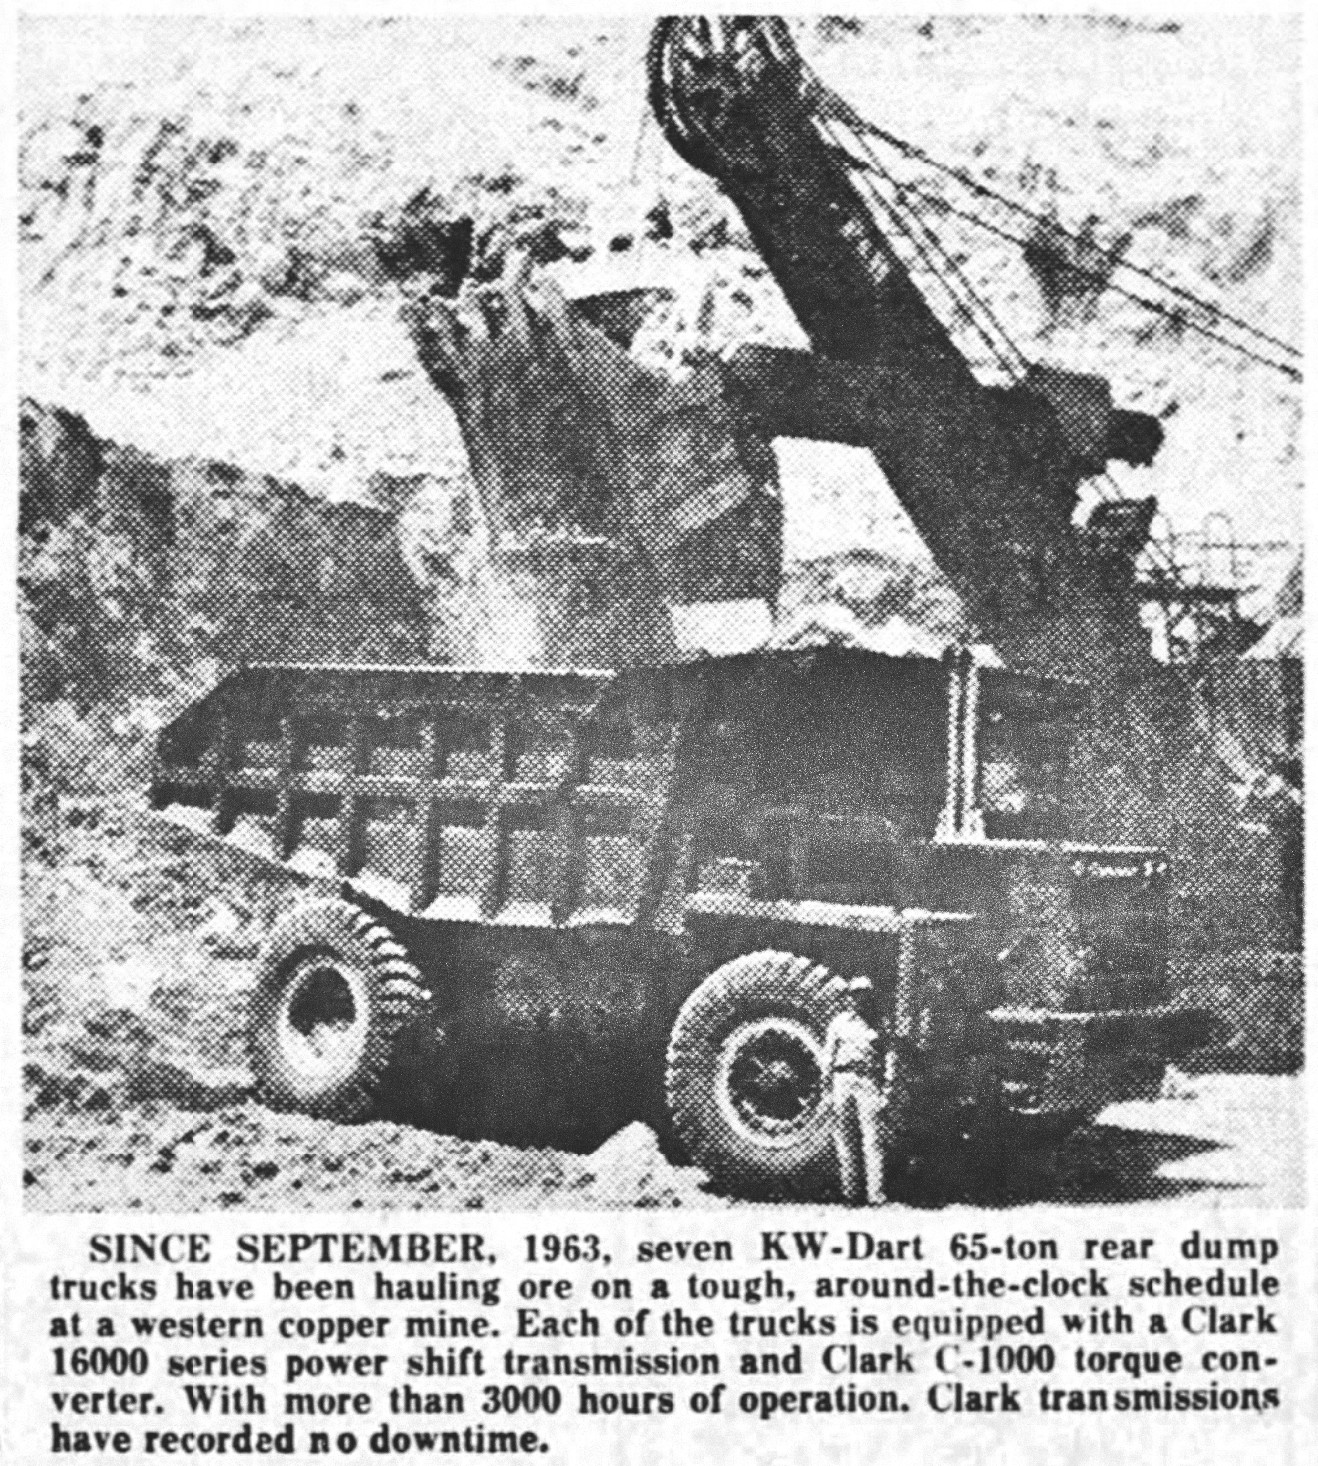 SINCE SEPTEMBER, 1963, seven KW-Dart 65-ton rear dump
trucks have been hauling ore on a tough, around-the-clock schedule
at a western copper mine. Each of the trucks is equipped with a Clark
16000 series power shift transmission and Clark C-1000 torque con-
verter. With more than 3000 hours of operation. Clark transmissions
have recorded no downtime.